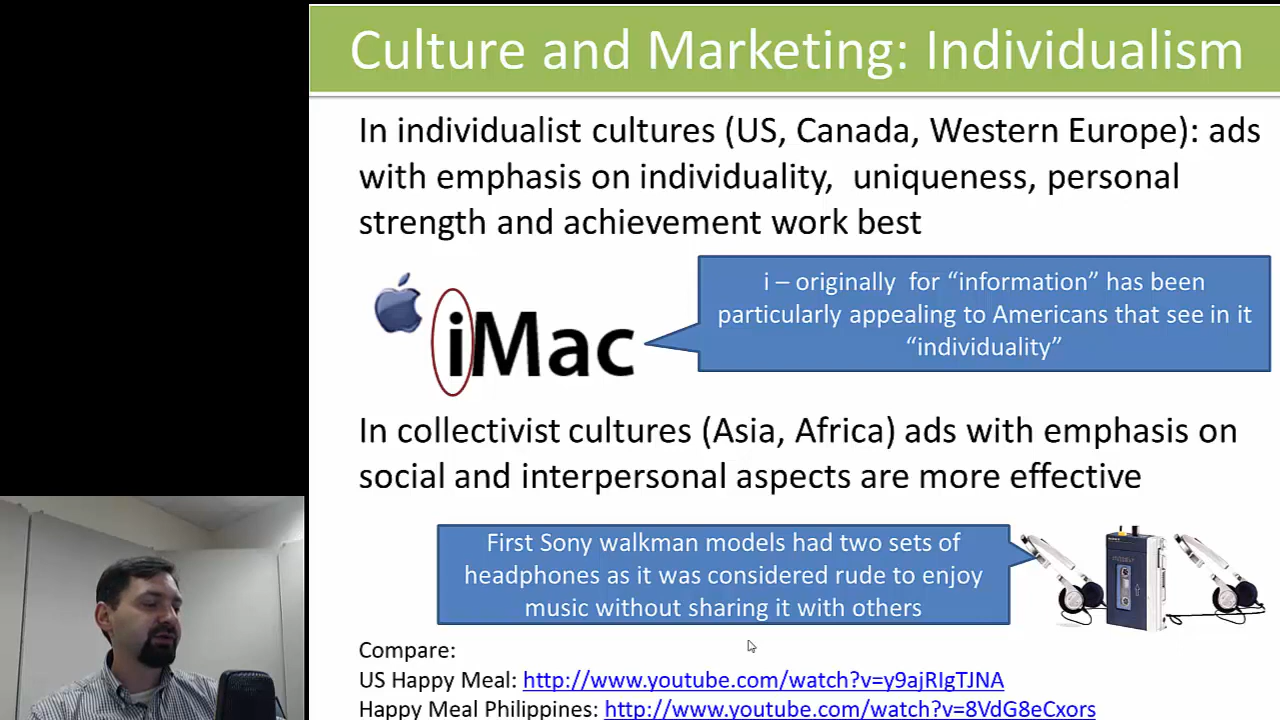 Culture and Marketing: Individualism
In individualist cultures (US, Canada, Western Europe): ads
with emphasis on individuality,  uniqueness, personal
strength and achievement work best
iMac
i – originally  for “information” has been
particularly appealing to Americans that see in it
“individuality”
In collectivist cultures (Asia, Africa) ads with emphasis on
social and interpersonal aspects are more effective
First Sony walkman models had two sets of
headphones as it was considered rude to enjoy
music without sharing it with others
Compare:
US Happy Meal: http://www.youtube.com/watch?v=y9ajRIgTJNA
Happy Meal Philippines: http://www.youtube.com/watch?v=8VdG8eCxors